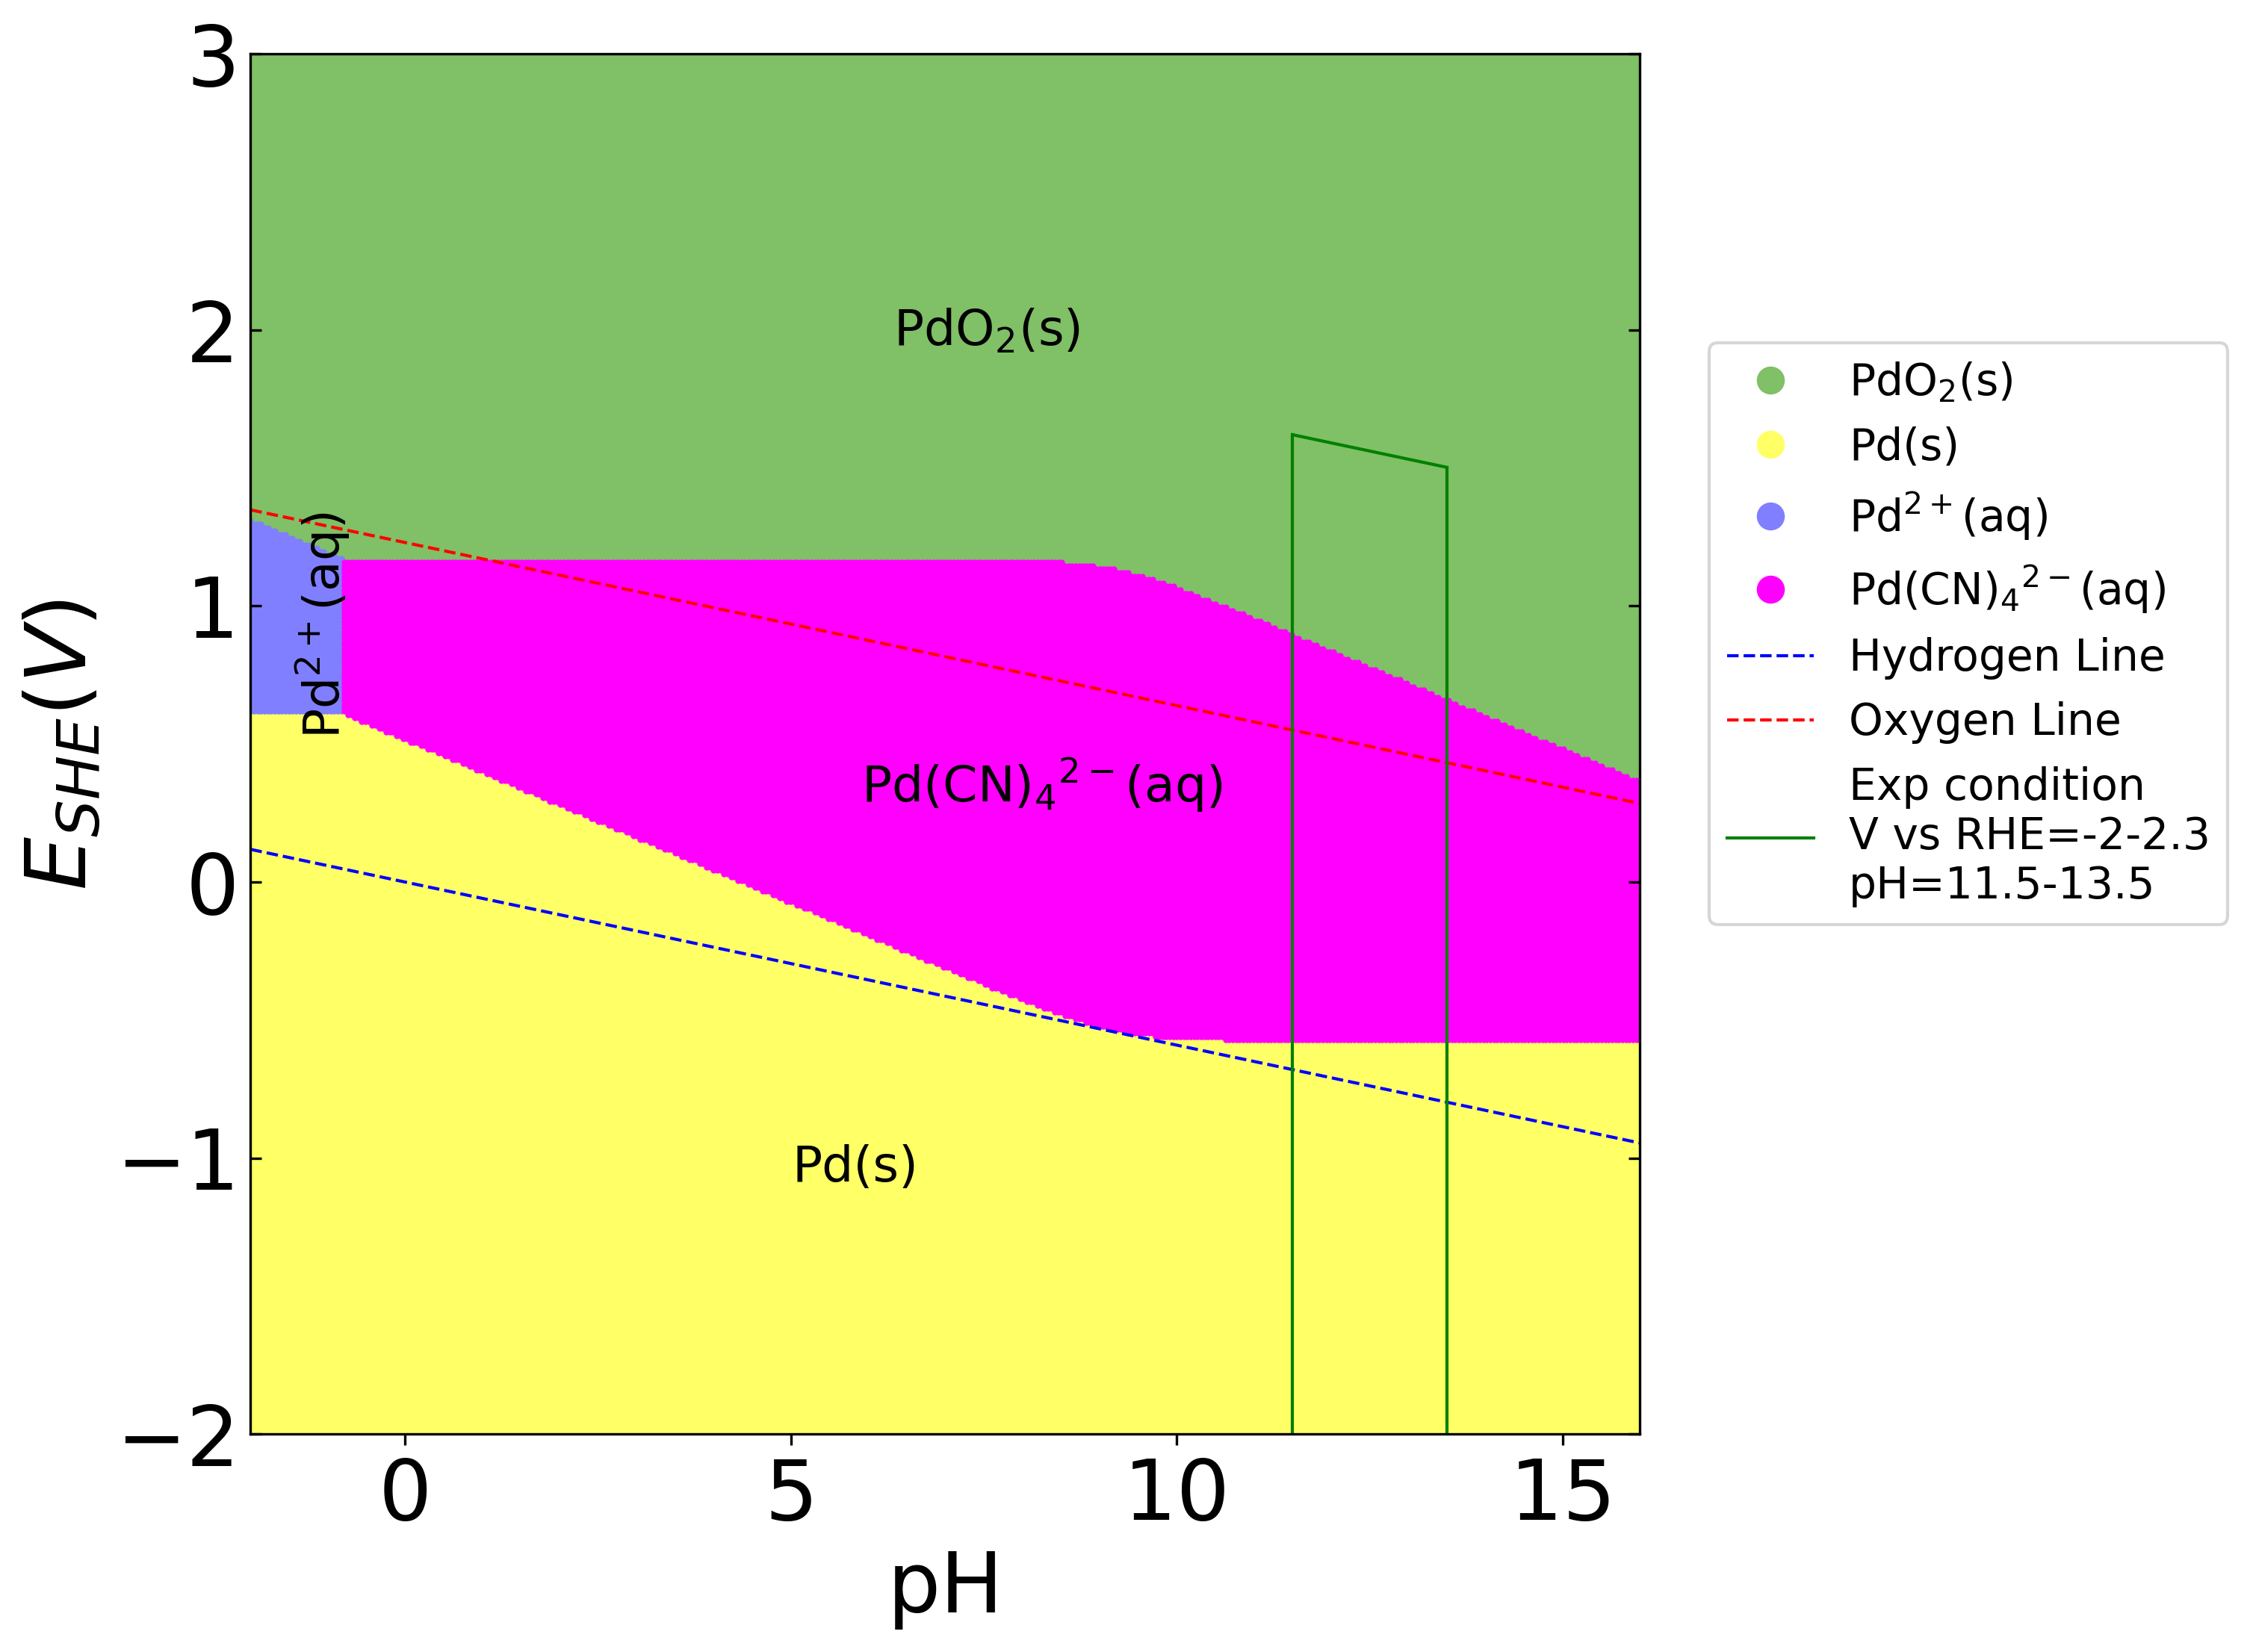 3
2
1
0
−1
−2
E_SHE(V)
0
5
10
15
pH
PdO₂(s)
Pd²⁺(aq)
Pd(CN)₄²⁻(aq)
Pd(s)
PdO₂(s)
Pd(s)
Pd²⁺(aq)
Pd(CN)₄²⁻(aq)
Hydrogen Line
Oxygen Line
Exp condition
V vs RHE=-2-2.3
pH=11.5-13.5